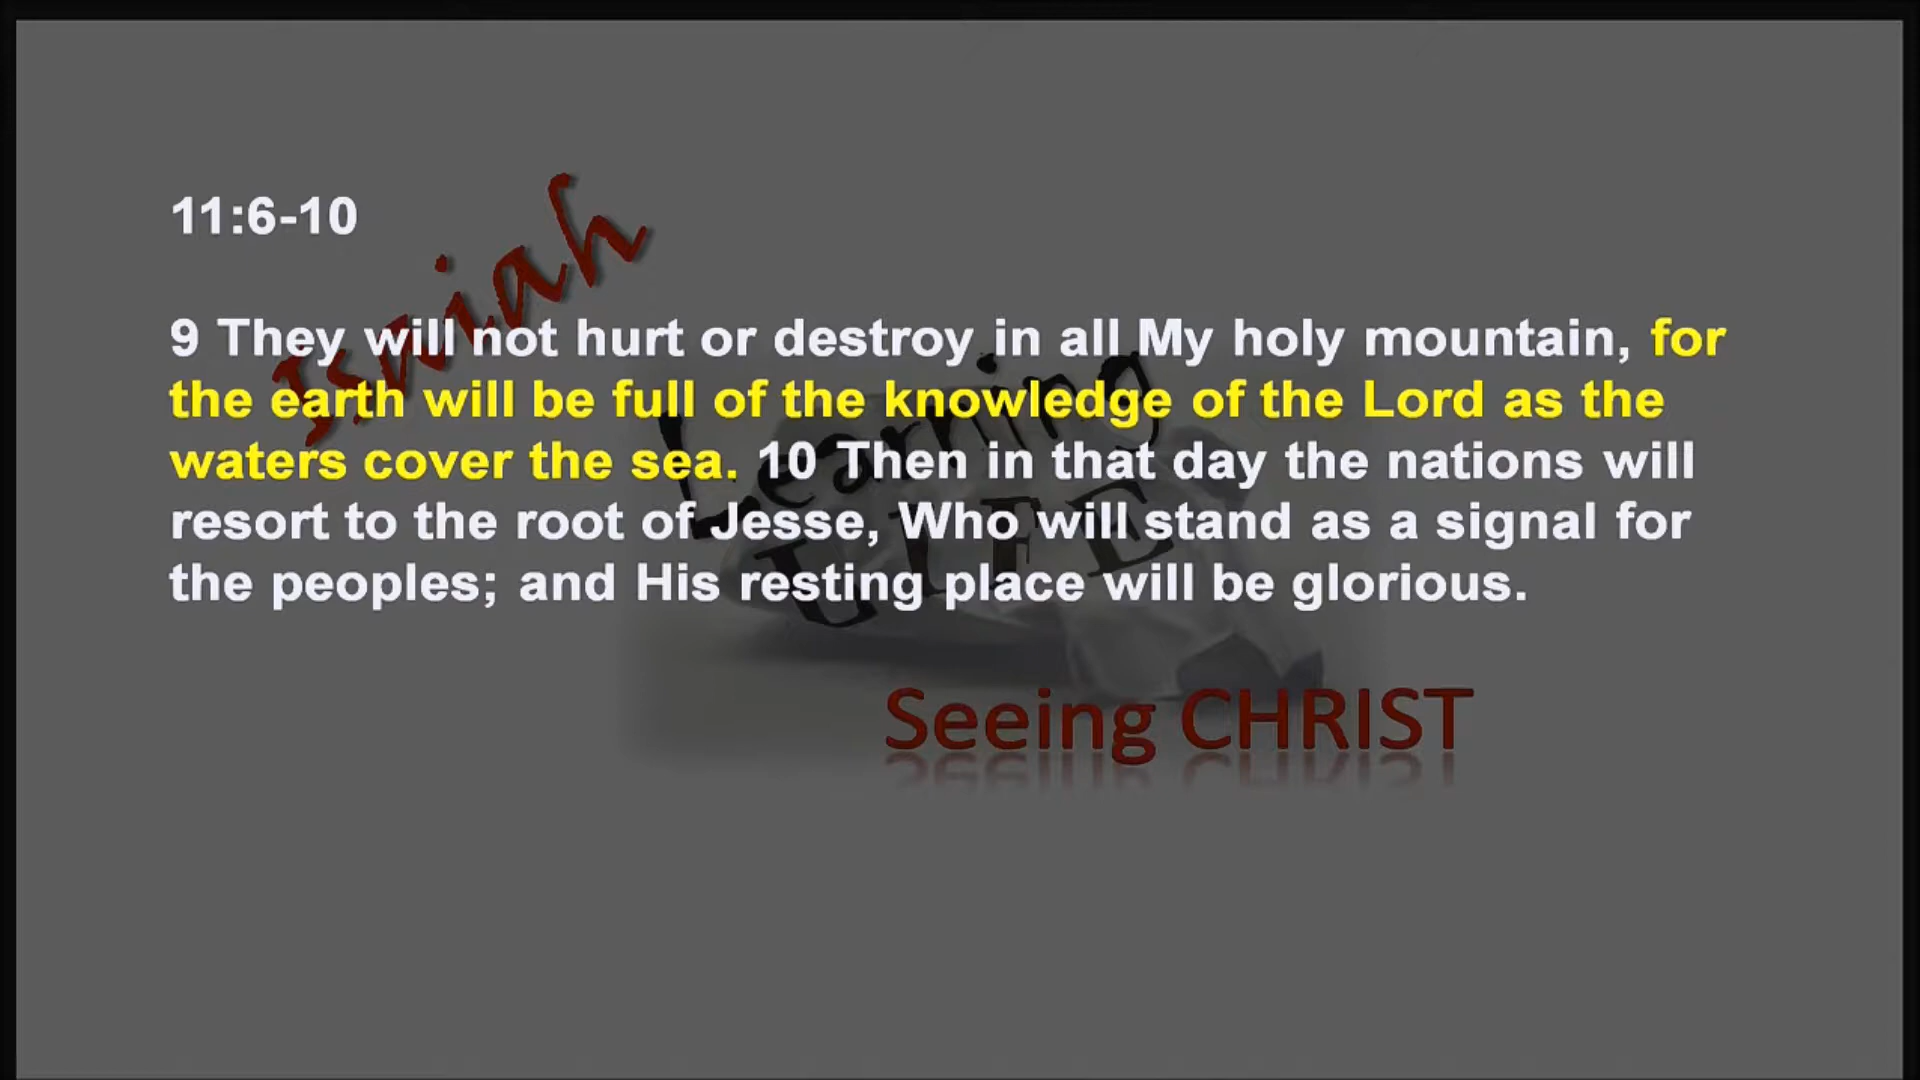 11:6-10
Isaiah
9 They will not hurt or destroy in all My holy mountain, for
the earth will be full of the knowledge of the Lord as the
waters cover the sea. 10 Then in that day the nations will
resort to the root of Jesse, Who will stand as a signal for
the peoples; and His resting place will be glorious.
Learning
LIFE
Seeing CHRIST